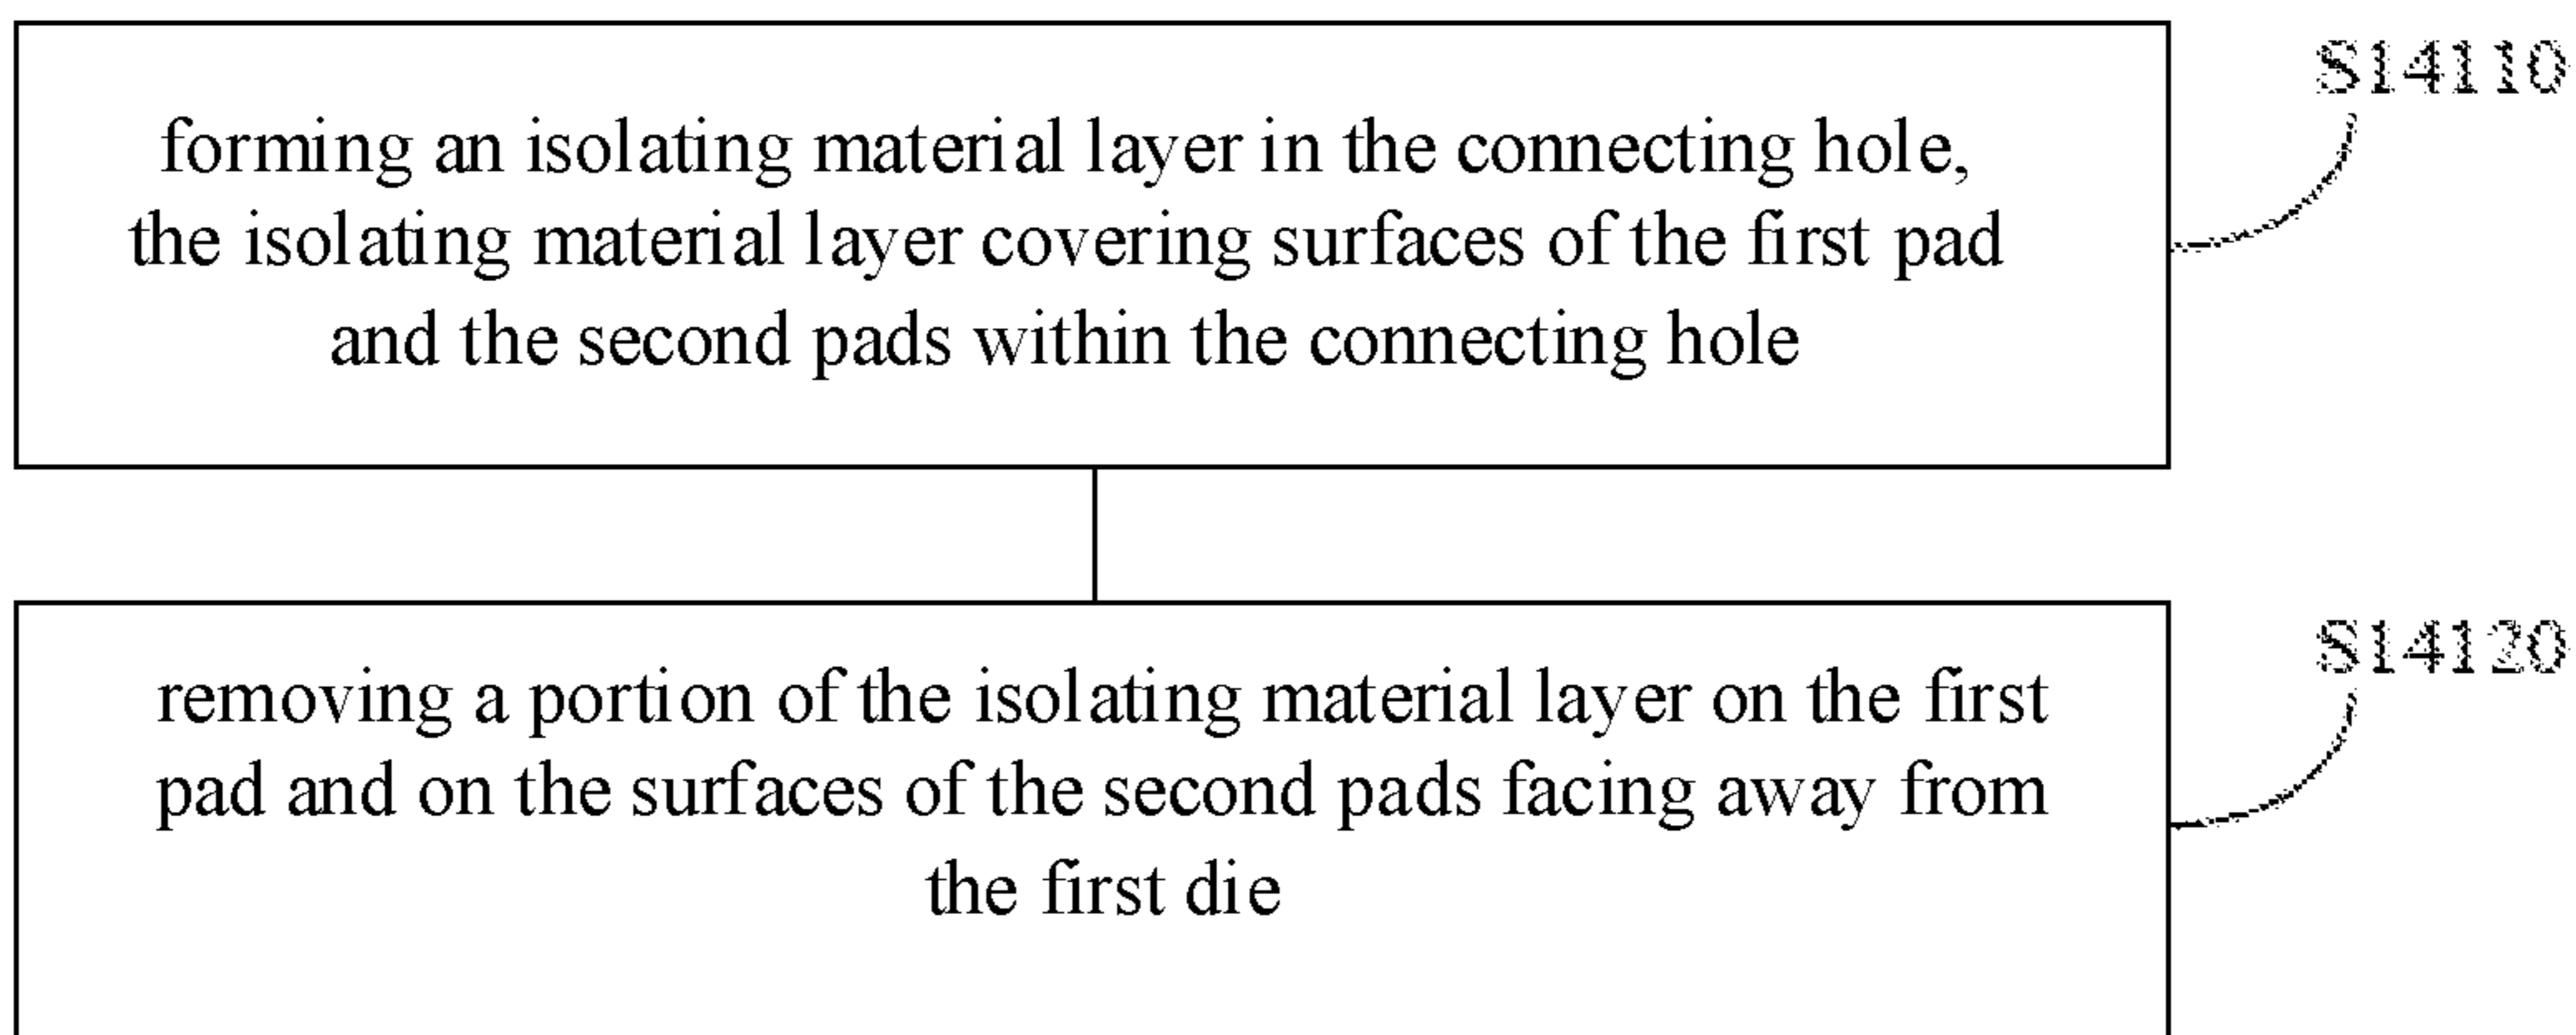 S14110
forming an isolating material layer in the connecting hole,
the isolating material layer covering surfaces of the first pad
and the second pads within the connecting hole
S14120
removing a portion of the isolating material layer on the first
pad and on the surfaces of the second pads facing away from
the first die